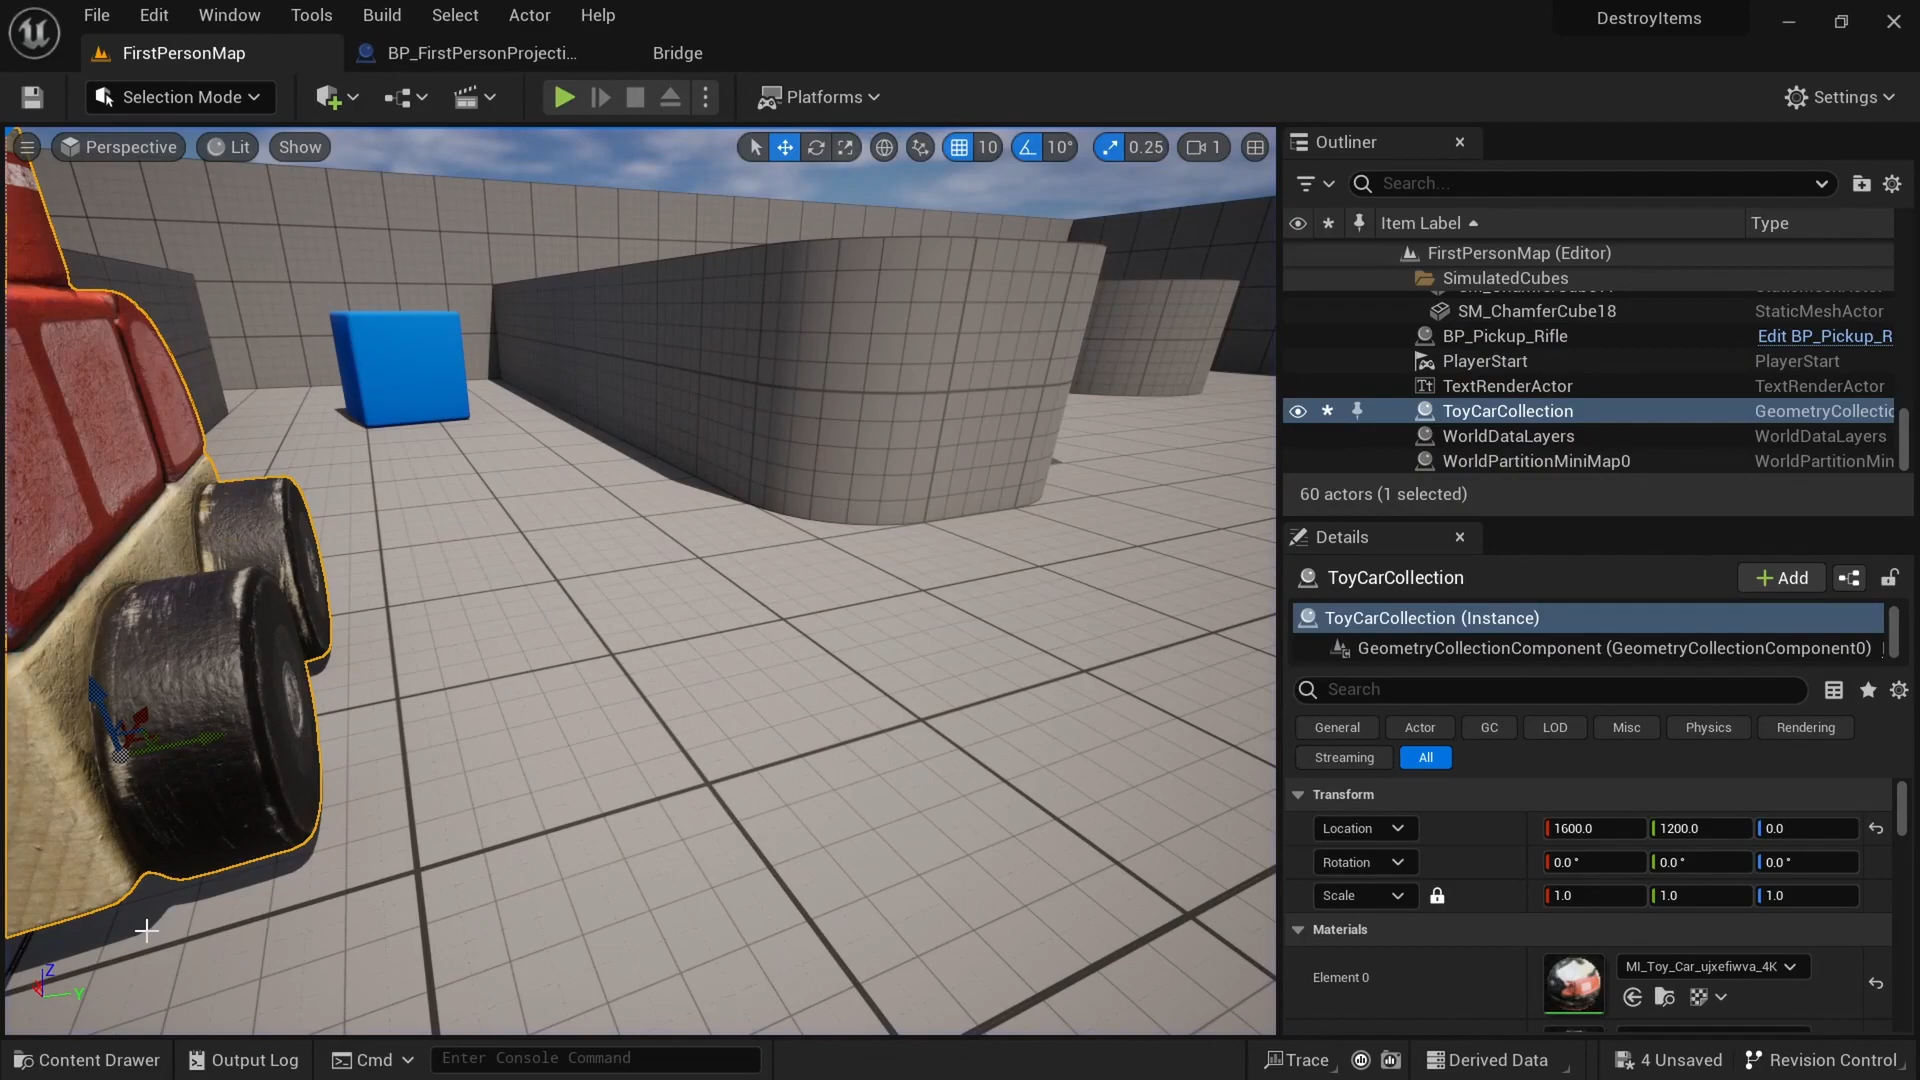 File Edit Window Tools Build Select Actor Help
DestroyItems
FirstPersonMap
BP_FirstPersonProjecti...
Bridge
Selection Mode
Platforms
Settings
Perspective
Lit
Show
10
10°
0.25
1
Outliner
Search...
Item Label
Type
FirstPersonMap (Editor)
SimulatedCubes
SM_ChamferCube18 StaticMeshActor
BP_Pickup_Rifle Edit BP_Pickup_R
PlayerStart PlayerStart
TextRenderActor TextRenderActor
ToyCarCollection GeometryCollectic
WorldDataLayers WorldDataLayers
WorldPartitionMiniMap0 WorldPartitionMin
60 actors (1 selected)
Details
ToyCarCollection
Add
ToyCarCollection (Instance)
GeometryCollectionComponent (GeometryCollectionComponent0)
Search
General Actor GC LOD Misc Physics Rendering
Streaming All
Transform
Location 1600.0 1200.0 0.0
Rotation 0.0° 0.0° 0.0°
Scale 1.0 1.0 1.0
Materials
Element 0
MI_Toy_Car_ujxefiwva_4K
Z
Y
Content Drawer
Output Log
Cmd
Enter Console Command
Trace
Derived Data
4 Unsaved
Revision Control